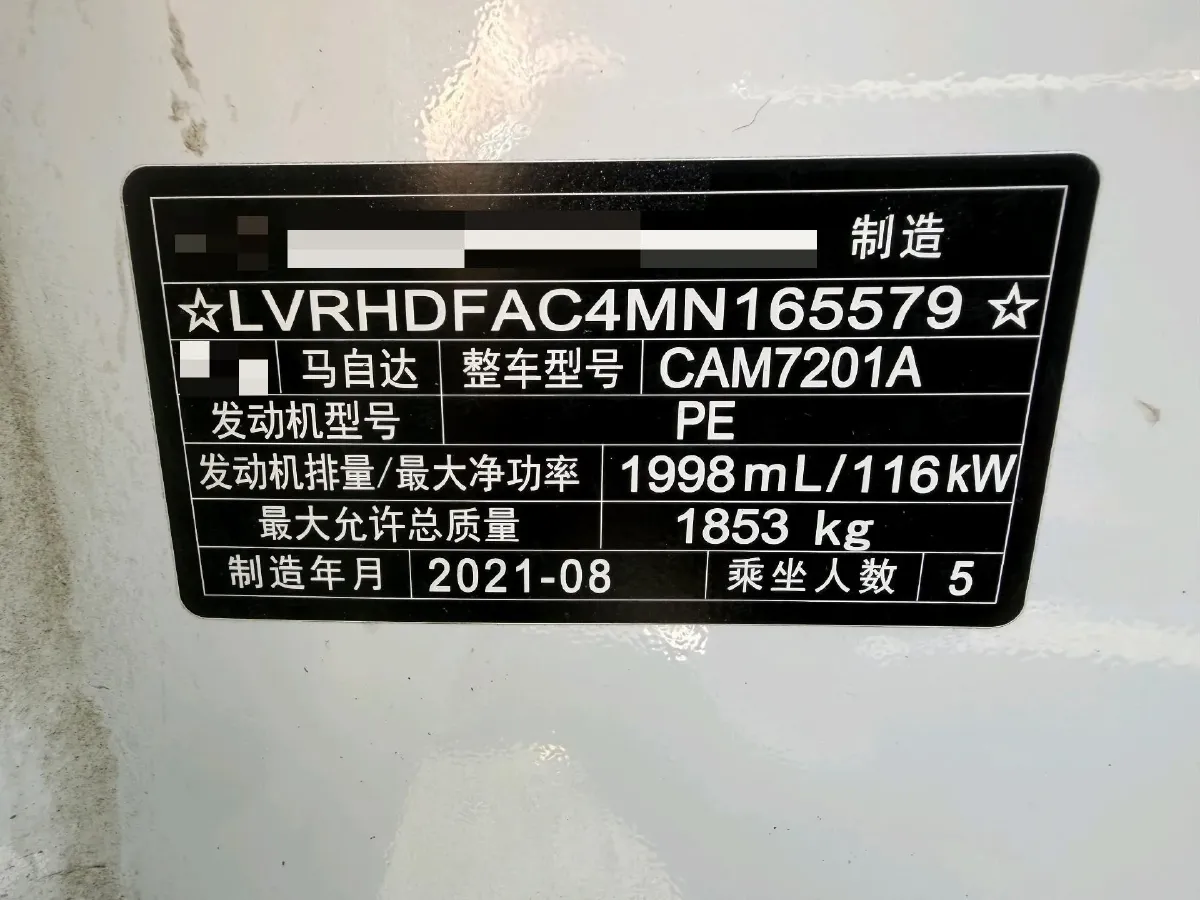 制造
☆LVRHDFAC4MN165579☆
马自达 整车型号 CAM7201A
发动机型号 PE
发动机排量/最大净功率 1998mL/116kW
最大允许总质量 1853 kg
制造年月 2021-08 乘坐人数 5